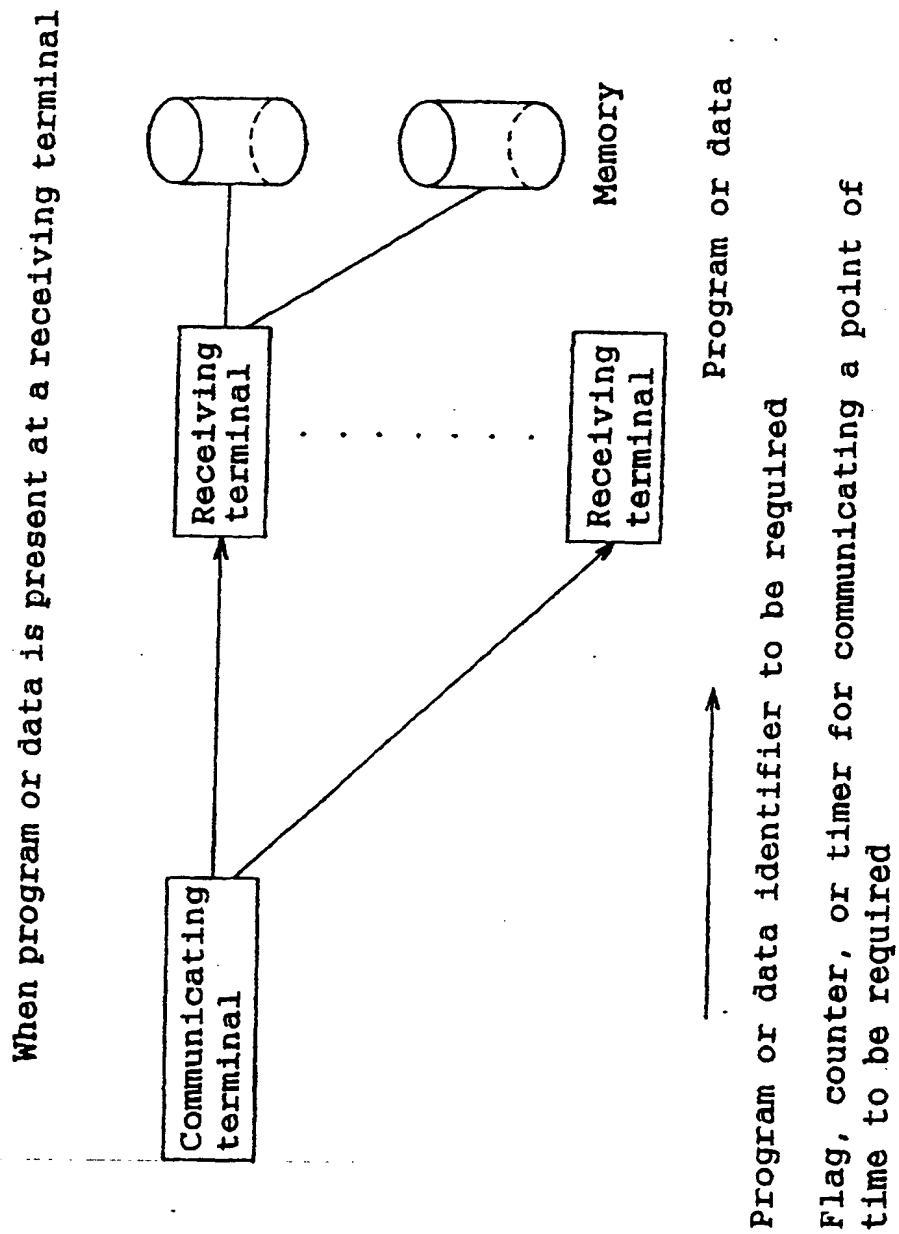 When program or data is present at a receiving terminal
Communicating
terminal
Receiving
terminal
Receiving
terminal
Memory
Program or data
Program or data identifier to be required
Flag, counter, or timer for communicating a point of
time to be required